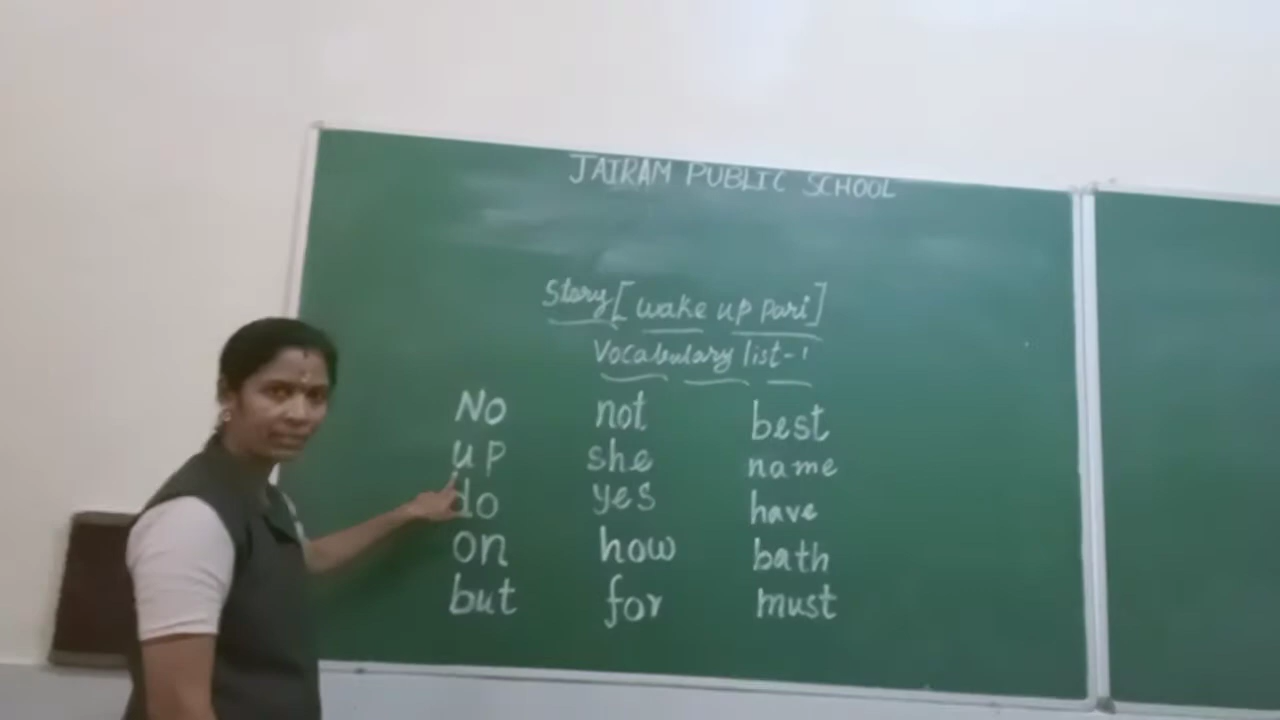 JAIRAM PUBLIC SCHOOL
Story [wake up pari]
Vocabulary list-1
No not best
up she name
do yes have
on how bath
but for must